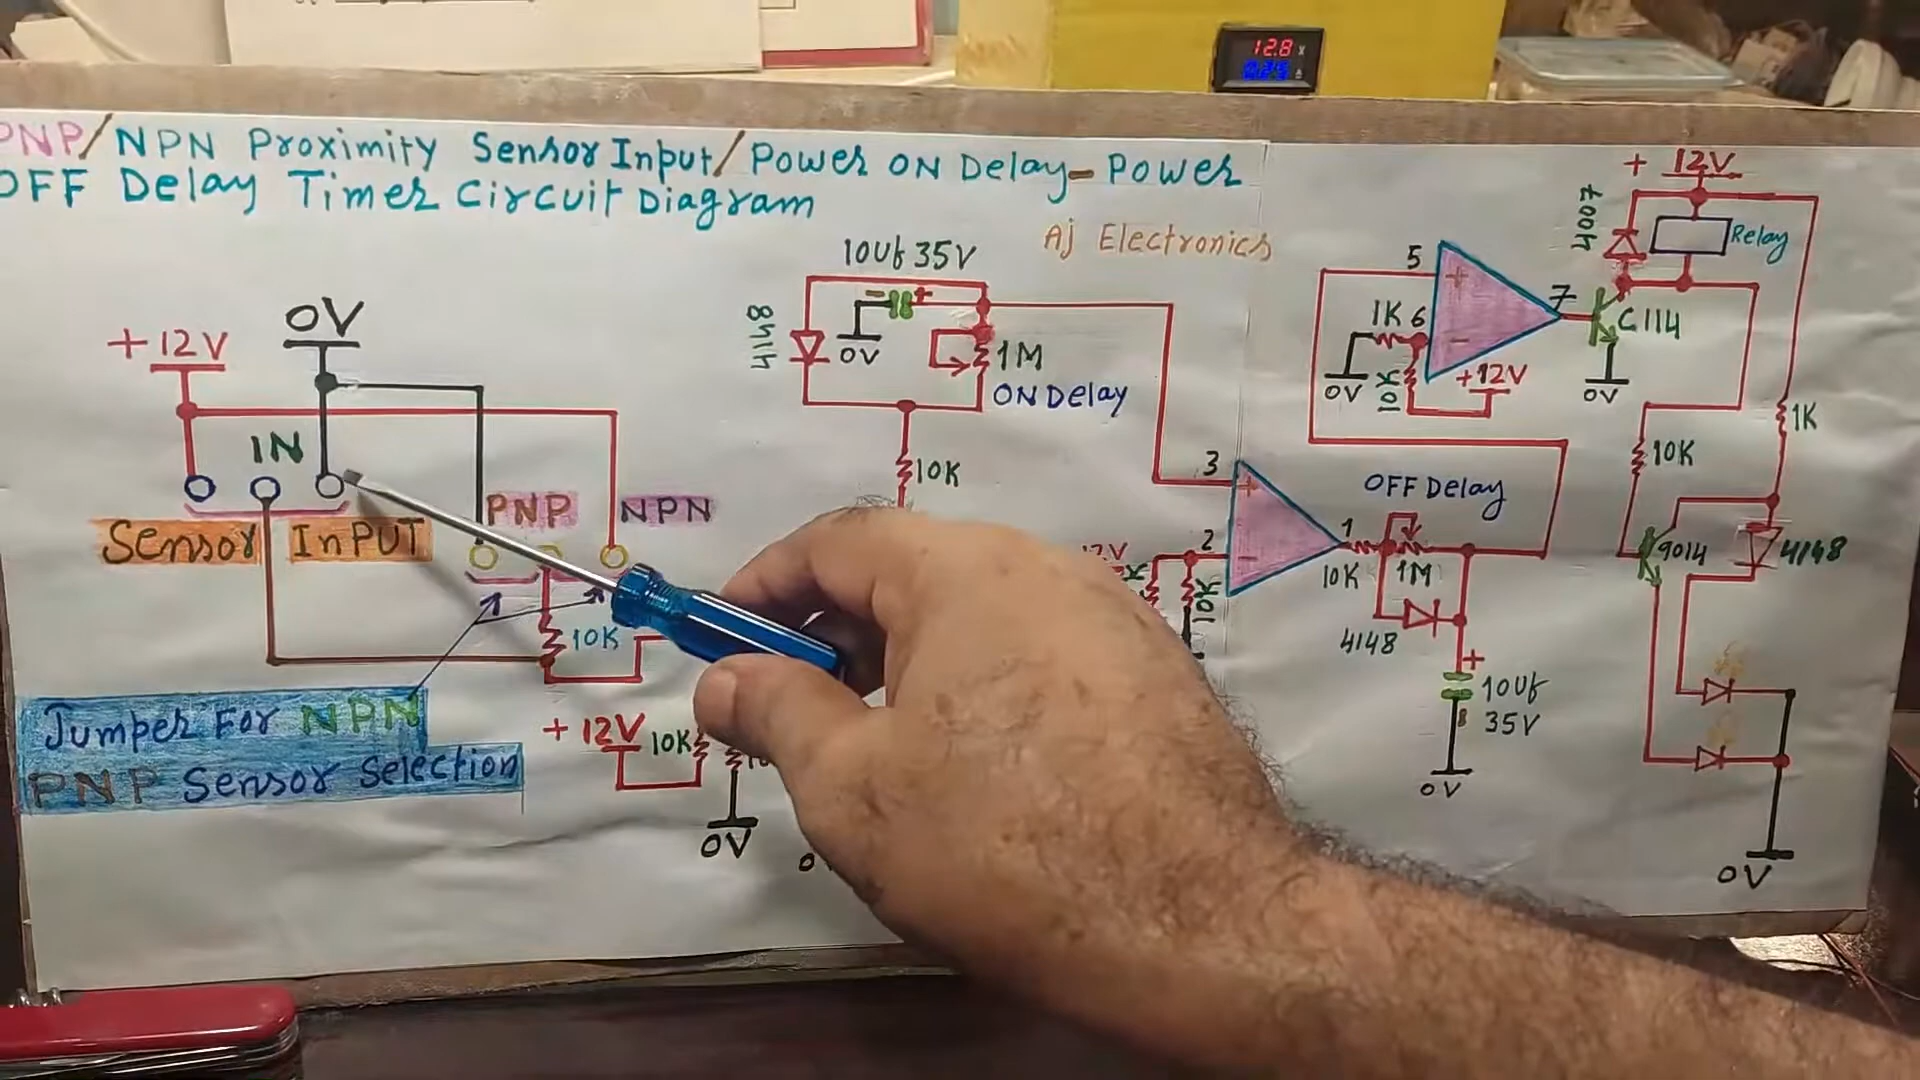 12.8
PNP/NPN Proximity Sensor Input/Power ON Delay-Power
OFF Delay Timer Circuit Diagram
Aj Electronics
+12V
0V
IN
Sensor InPUT
PNP
NPN
10K
Jumper For NPN
PNP Sensor Selection
+12V
10K
0V
10Uf 35V
4148
0V
1M
ON Delay
10K
3
+
2
-
1
10K
10K
1M
OFF Delay
4148
+
10Uf
35V
0V
5
+
1K
6
-
7
0V
10K
+12V
C114
0V
+ 12V
4007
Relay
1K
10K
9014
4148
0V